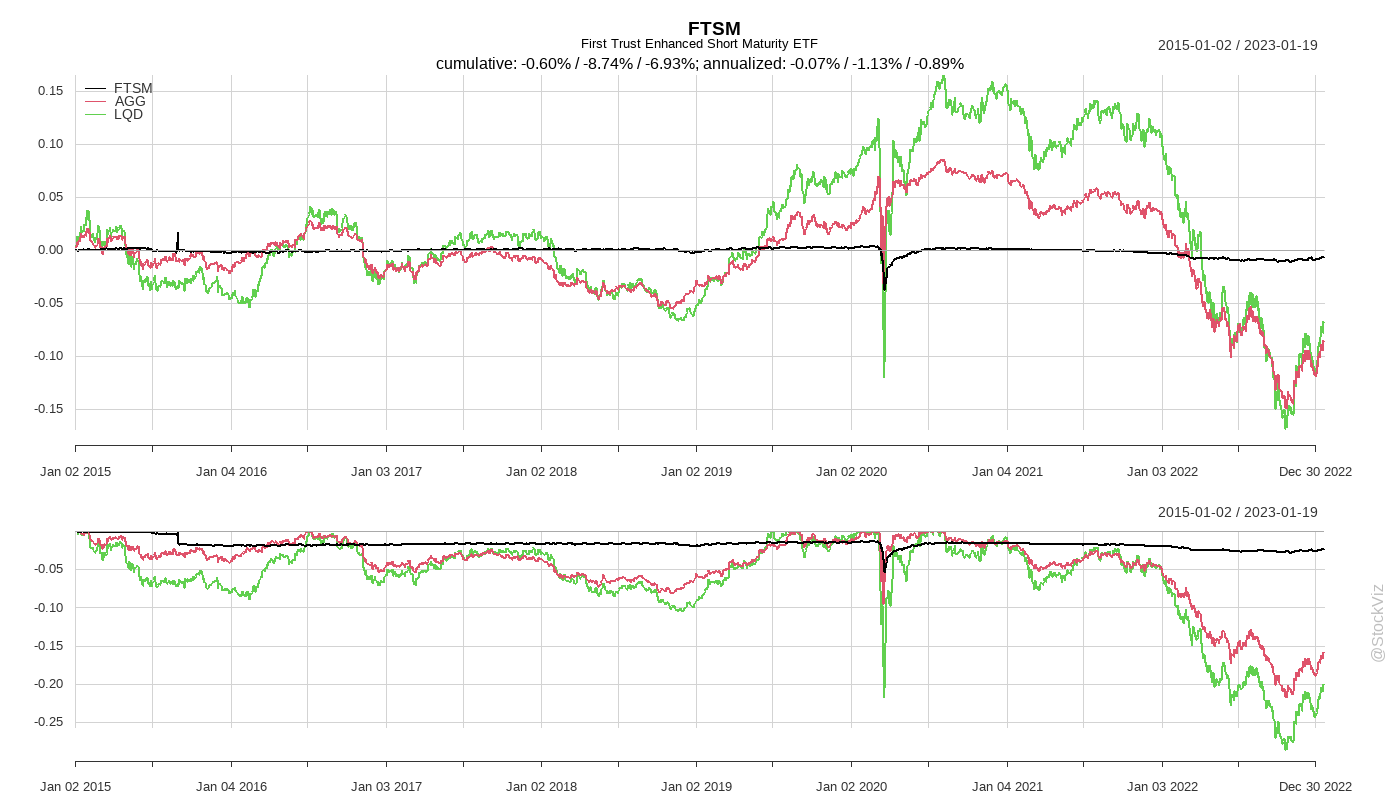 FTSM
First Trust Enhanced Short Maturity ETF
2015-01-02 / 2023-01-19
cumulative: -0.60% / -8.74% / -6.93%; annualized: -0.07% / -1.13% / -0.89%
FTSM
AGG
LQD
0.15
0.10
0.05
0.00
-0.05
-0.10
-0.15
Jan 02 2015 Jan 04 2016 Jan 03 2017 Jan 02 2018 Jan 02 2019 Jan 02 2020 Jan 04 2021 Jan 03 2022 Dec 30 2022
2015-01-02 / 2023-01-19
-0.05
-0.10
-0.15
-0.20
-0.25
Jan 02 2015 Jan 04 2016 Jan 03 2017 Jan 02 2018 Jan 02 2019 Jan 02 2020 Jan 04 2021 Jan 03 2022 Dec 30 2022
@StockViz